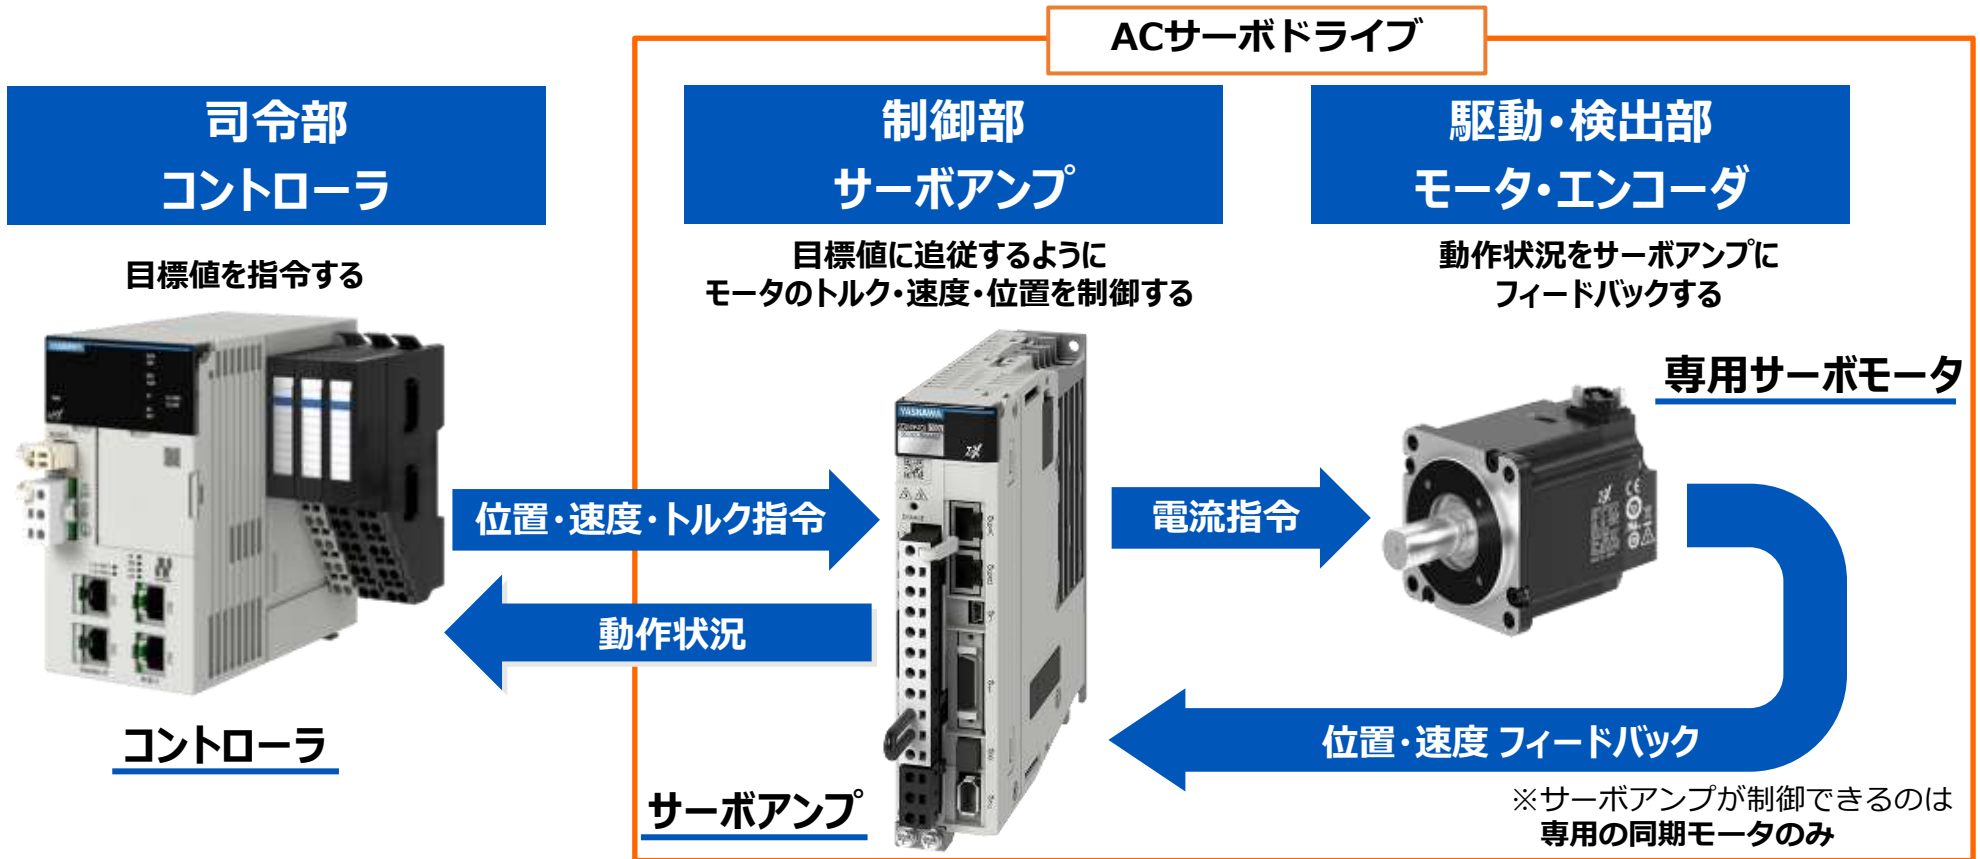 ACサーボドライブ
司令部
コントローラ
目標値を指令する
制御部
サーボアンプ
目標値に追従するように
モータのトルク・速度・位置を制御する
駆動・検出部
モータ・エンコーダ
動作状況をサーボアンプに
フィードバックする
専用サーボモータ
YASKAWA
位置・速度・トルク指令
電流指令
動作状況
位置・速度 フィードバック
コントローラ
サーボアンプ
※サーボアンプが制御できるのは
専用の同期モータのみ